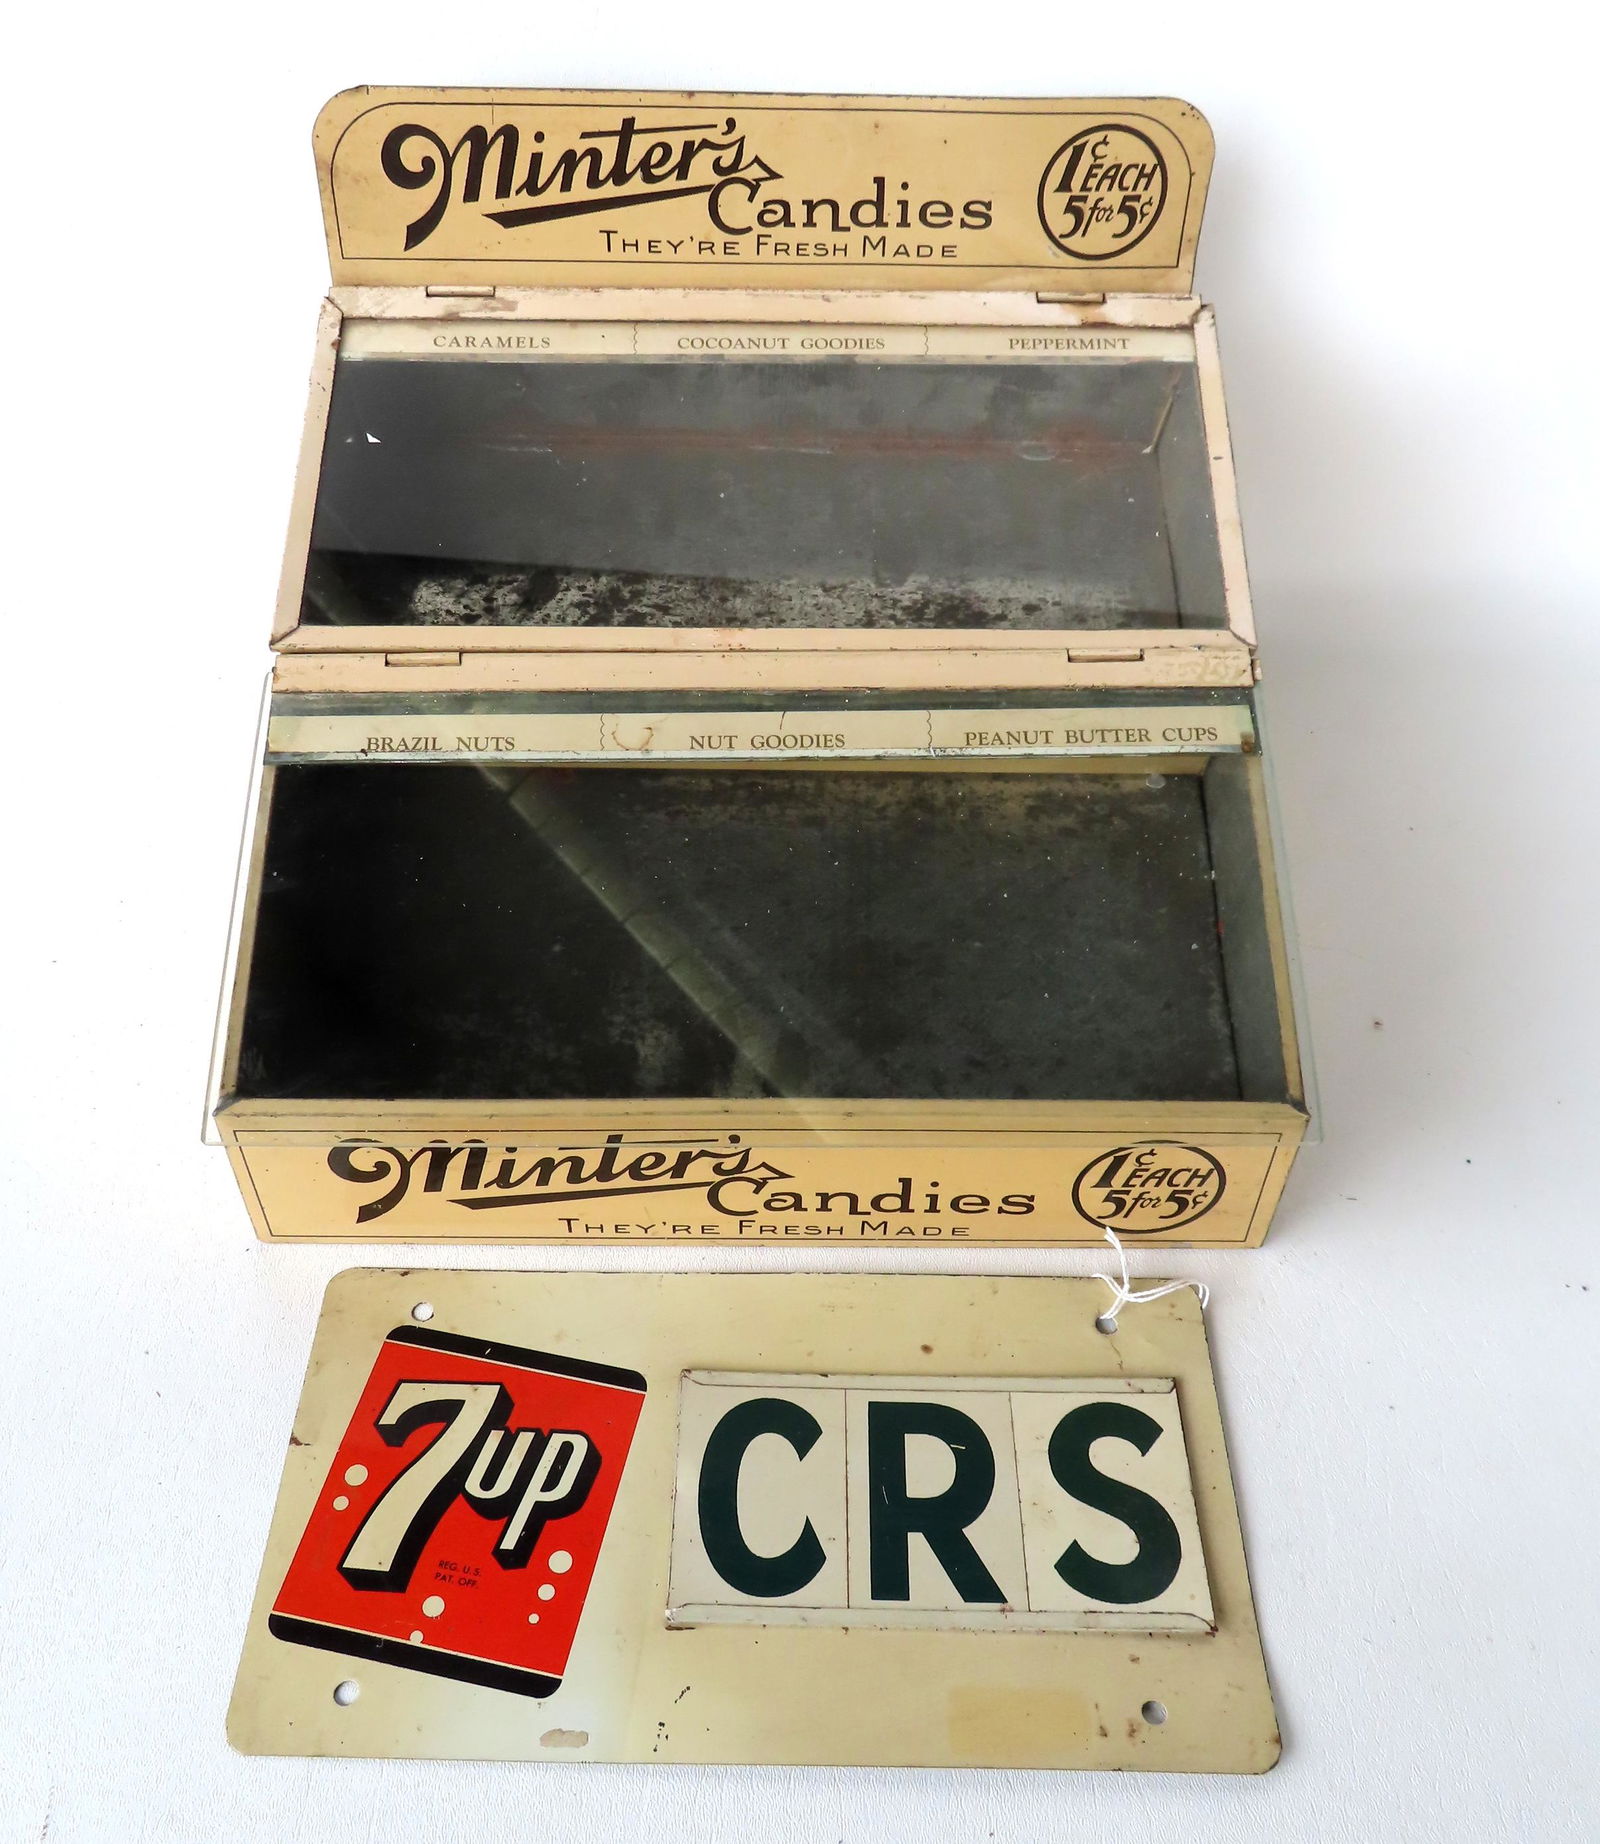 Minter's
Candies
THEY'RE FRESH MADE
1¢ EACH
5 for 5¢
CARAMELS COCOANUT GOODIES PEPPERMINT
BRAZIL NUTS NUT GOODIES PEANUT BUTTER CUPS
Minter's
Candies
THEY'RE FRESH MADE
1¢ EACH
5 for 5¢
7up
REG. U.S.
PAT. OFF.
CRS